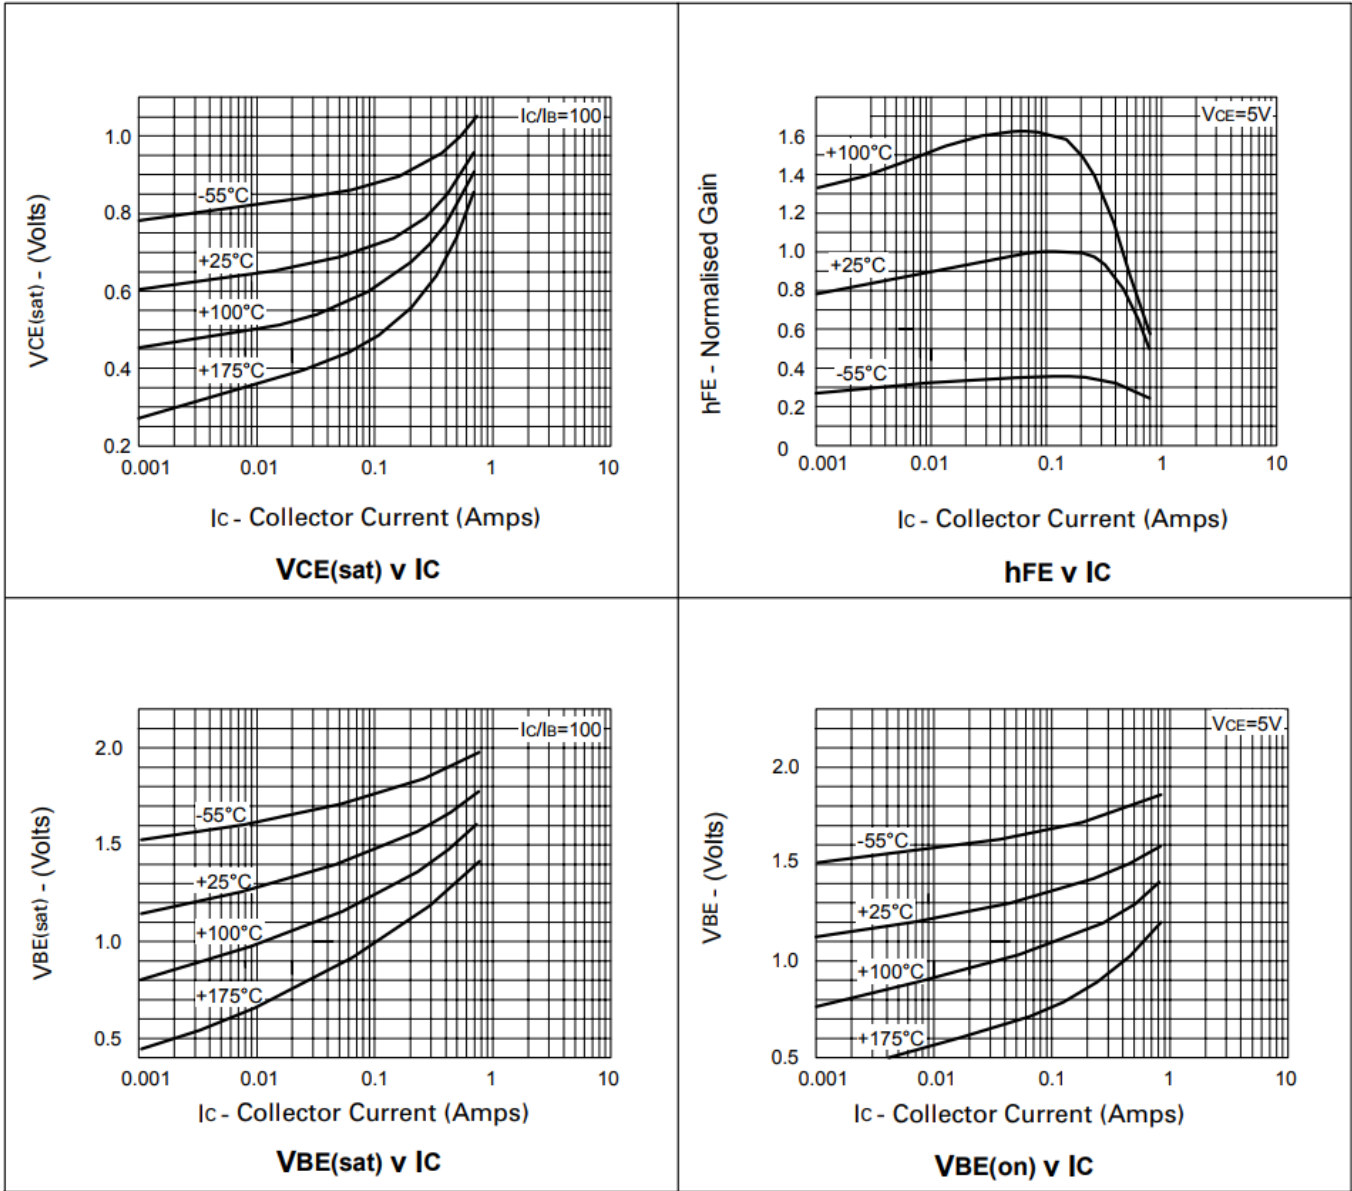 IC/IB=100
1.0
0.8
0.6
0.4
0.2
-55°C
+25°C
+100°C
+175°C
VCE(sat) - (Volts)
0.001 0.01 0.1 1 10
IC - Collector Current (Amps)
VCE(sat) v IC
VCE=5V
1.6
1.4
1.2
1.0
0.8
0.6
0.4
0.2
0
+100°C
+25°C
-55°C
hFE - Normalised Gain
0.001 0.01 0.1 1 10
IC - Collector Current (Amps)
hFE v IC
IC/IB=100
2.0
1.5
1.0
0.5
-55°C
+25°C
+100°C
+175°C
VBE(sat) - (Volts)
0.001 0.01 0.1 1 10
IC - Collector Current (Amps)
VBE(sat) v IC
VCE=5V
2.0
1.5
1.0
0.5
-55°C
+25°C
+100°C
+175°C
VBE - (Volts)
0.001 0.01 0.1 1 10
IC - Collector Current (Amps)
VBE(on) v IC